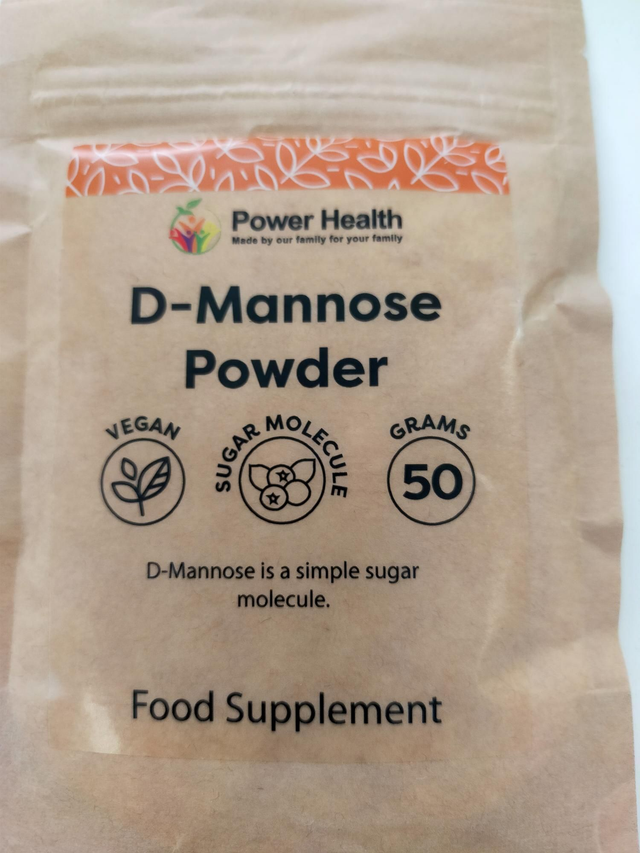 Power Health
Made by our family for your family
D-Mannose
Powder
VEGAN
SUGAR MOLECULE
GRAMS
50
D-Mannose is a simple sugar
molecule.
Food Supplement